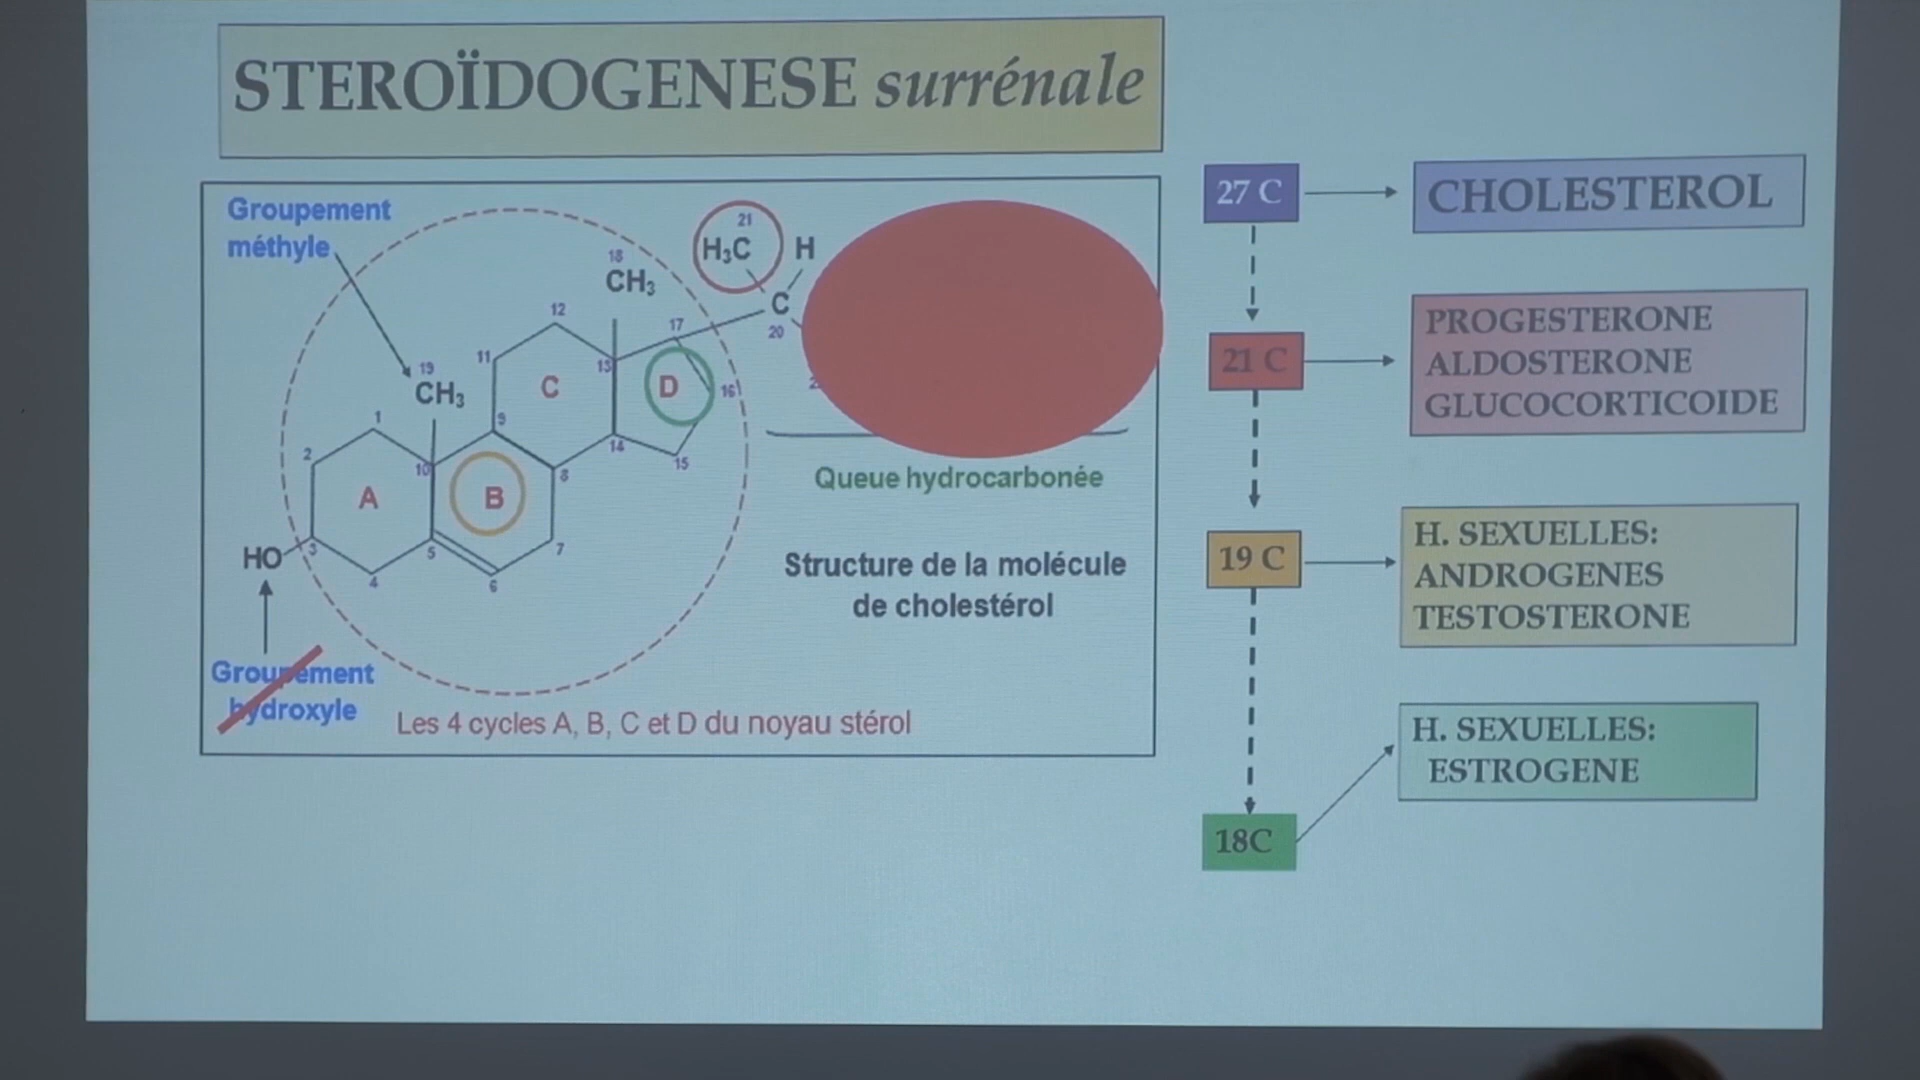 STEROÏDOGENESE surrénale
Groupement
méthyle
21
H₃C H
18
CH₃
C
20
12
17
11
13
19
CH₃
C
D
16
1
9
2
10
14
15
8
A
B
HO
3
5
7
4
6
Groupement
hydroxyle
Les 4 cycles A, B, C et D du noyau stérol
Queue hydrocarbonée
Structure de la molécule
de cholestérol
27 C
CHOLESTEROL
21 C
PROGESTERONE
ALDOSTERONE
GLUCOCORTICOIDE
19 C
H. SEXUELLES:
ANDROGENES
TESTOSTERONE
18C
H. SEXUELLES:
ESTROGENE